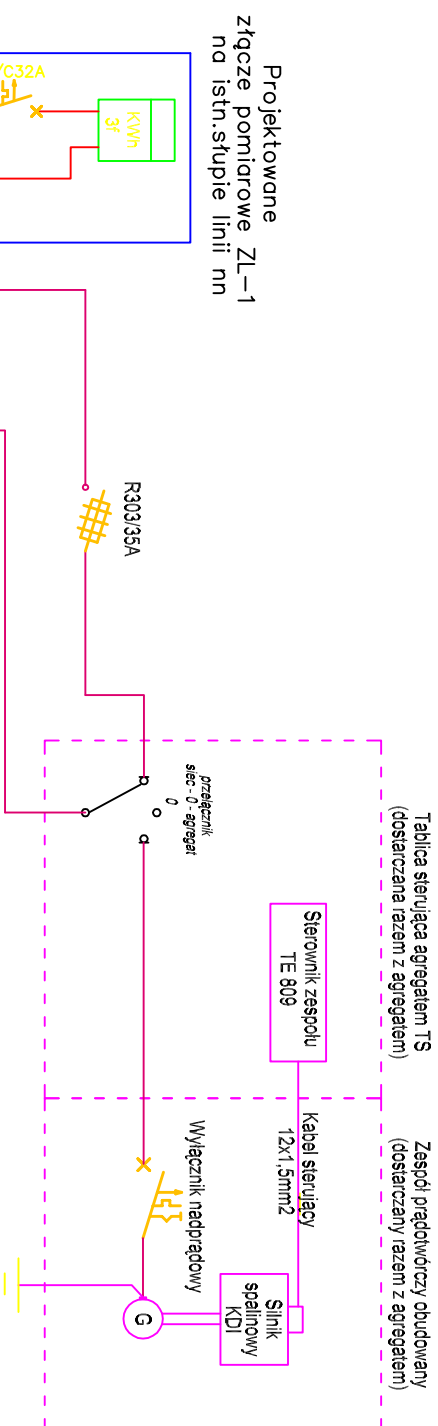 Projektowane
złącze pomiarowe ZL-1
na istn.słupie linii nn
/C32A
KWh
3f
R303/35A
Tablica sterująca agregatem TS
(dostarczana razem z agregatem)
przełącznik
siec - 0 - agregat
0
Sterownik zespołu
TE 809
Zespół prądotwórczy obudowany
(dostarczany razem z agregatem)
Kabel sterujący
12x1,5mm2
Wyłącznik nadprądowy
Silnik
spalinowy
KDI
G